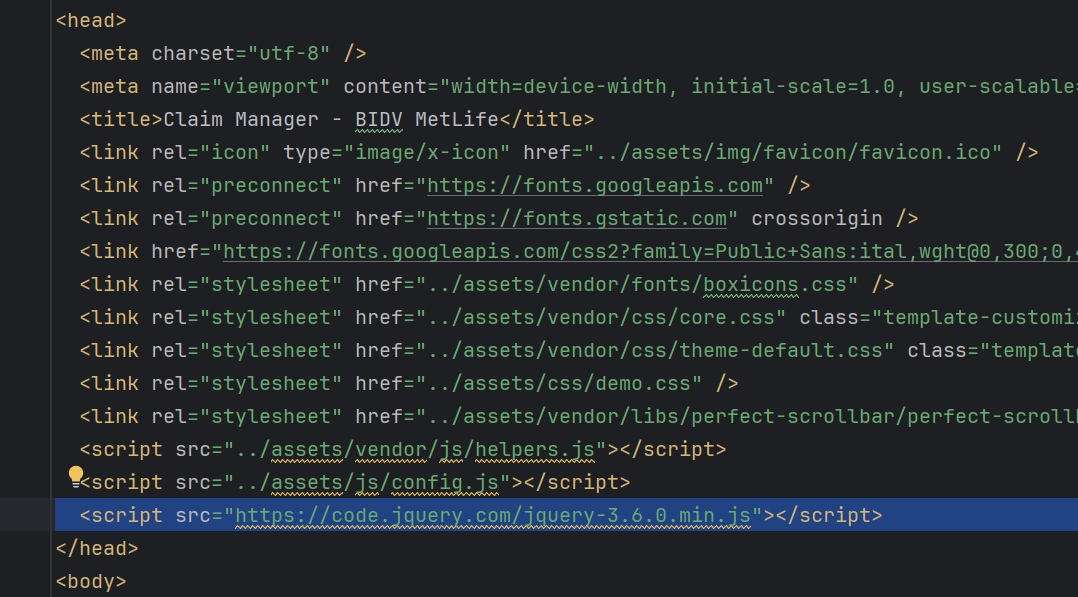 <head>
<meta charset="utf-8" />
<meta name="viewport" content="width=device-width, initial-scale=1.0, user-scalable=
<title>Claim Manager - BIDV MetLife</title>
<link rel="icon" type="image/x-icon" href="../assets/img/favicon/favicon.ico" />
<link rel="preconnect" href="https://fonts.googleapis.com" />
<link rel="preconnect" href="https://fonts.gstatic.com" crossorigin />
<link href="https://fonts.googleapis.com/css2?family=Public+Sans:ital,wght@0,300;0,4
<link rel="stylesheet" href="../assets/vendor/fonts/boxicons.css" />
<link rel="stylesheet" href="../assets/vendor/css/core.css" class="template-customiz
<link rel="stylesheet" href="../assets/vendor/css/theme-default.css" class="template
<link rel="stylesheet" href="../assets/css/demo.css" />
<link rel="stylesheet" href="../assets/vendor/libs/perfect-scrollbar/perfect-scrollb
<script src="../assets/vendor/js/helpers.js"></script>
<script src="../assets/js/config.js"></script>
<script src="https://code.jquery.com/jquery-3.6.0.min.js"></script>
</head>
<body>